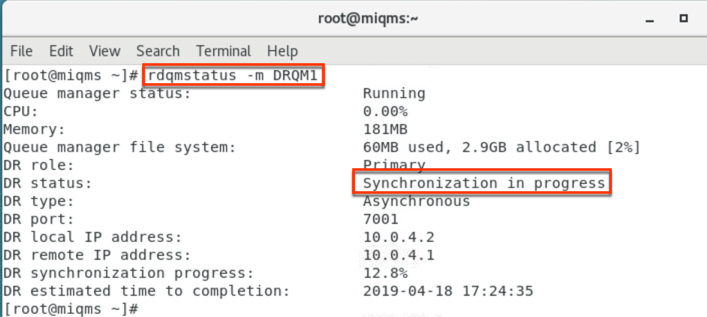 root@miqms:~
File Edit View Search Terminal Help
[root@miqms ~]# rdqmstatus -m DRQM1
Queue manager status: Running
CPU: 0.00%
Memory: 181MB
Queue manager file system: 60MB used, 2.9GB allocated [2%]
DR role: Primary
DR status: Synchronization in progress
DR type: Asynchronous
DR port: 7001
DR local IP address: 10.0.4.2
DR remote IP address: 10.0.4.1
DR synchronization progress: 12.8%
DR estimated time to completion: 2019-04-18 17:24:35
[root@miqms ~]#